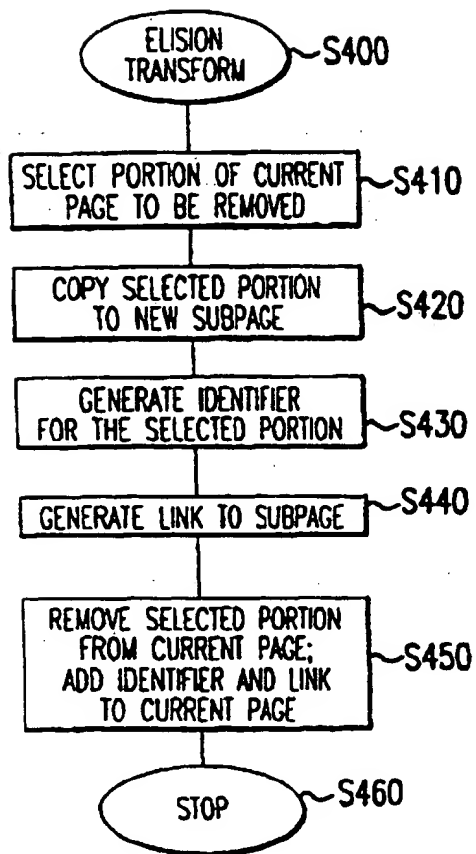 ELISION
TRANSFORM
S400
SELECT PORTION OF CURRENT
PAGE TO BE REMOVED
S410
COPY SELECTED PORTION
TO NEW SUBPAGE
S420
GENERATE IDENTIFIER
FOR THE SELECTED PORTION
S430
GENERATE LINK TO SUBPAGE
S440
REMOVE SELECTED PORTION
FROM CURRENT PAGE;
ADD IDENTIFIER AND LINK
TO CURRENT PAGE
S450
STOP
S460